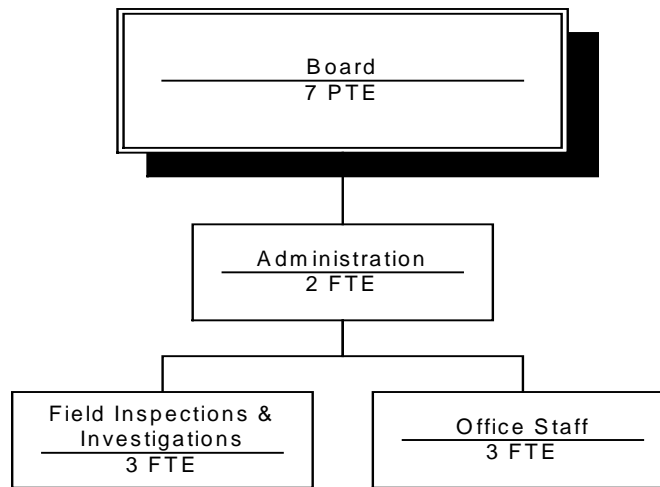 Board
7 PTE
Administration
2 FTE
Field Inspections &
Investigations
3 FTE
Office Staff
3 FTE